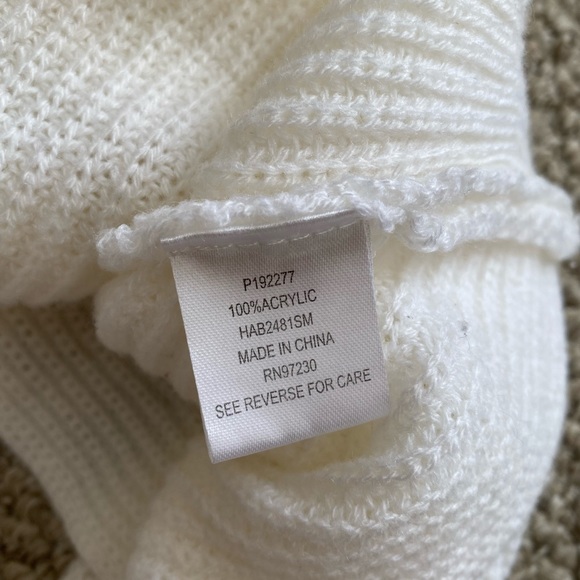 P192277
100%ACRYLIC
HAB2481SM
MADE IN CHINA
RN97230
SEE REVERSE FOR CARE